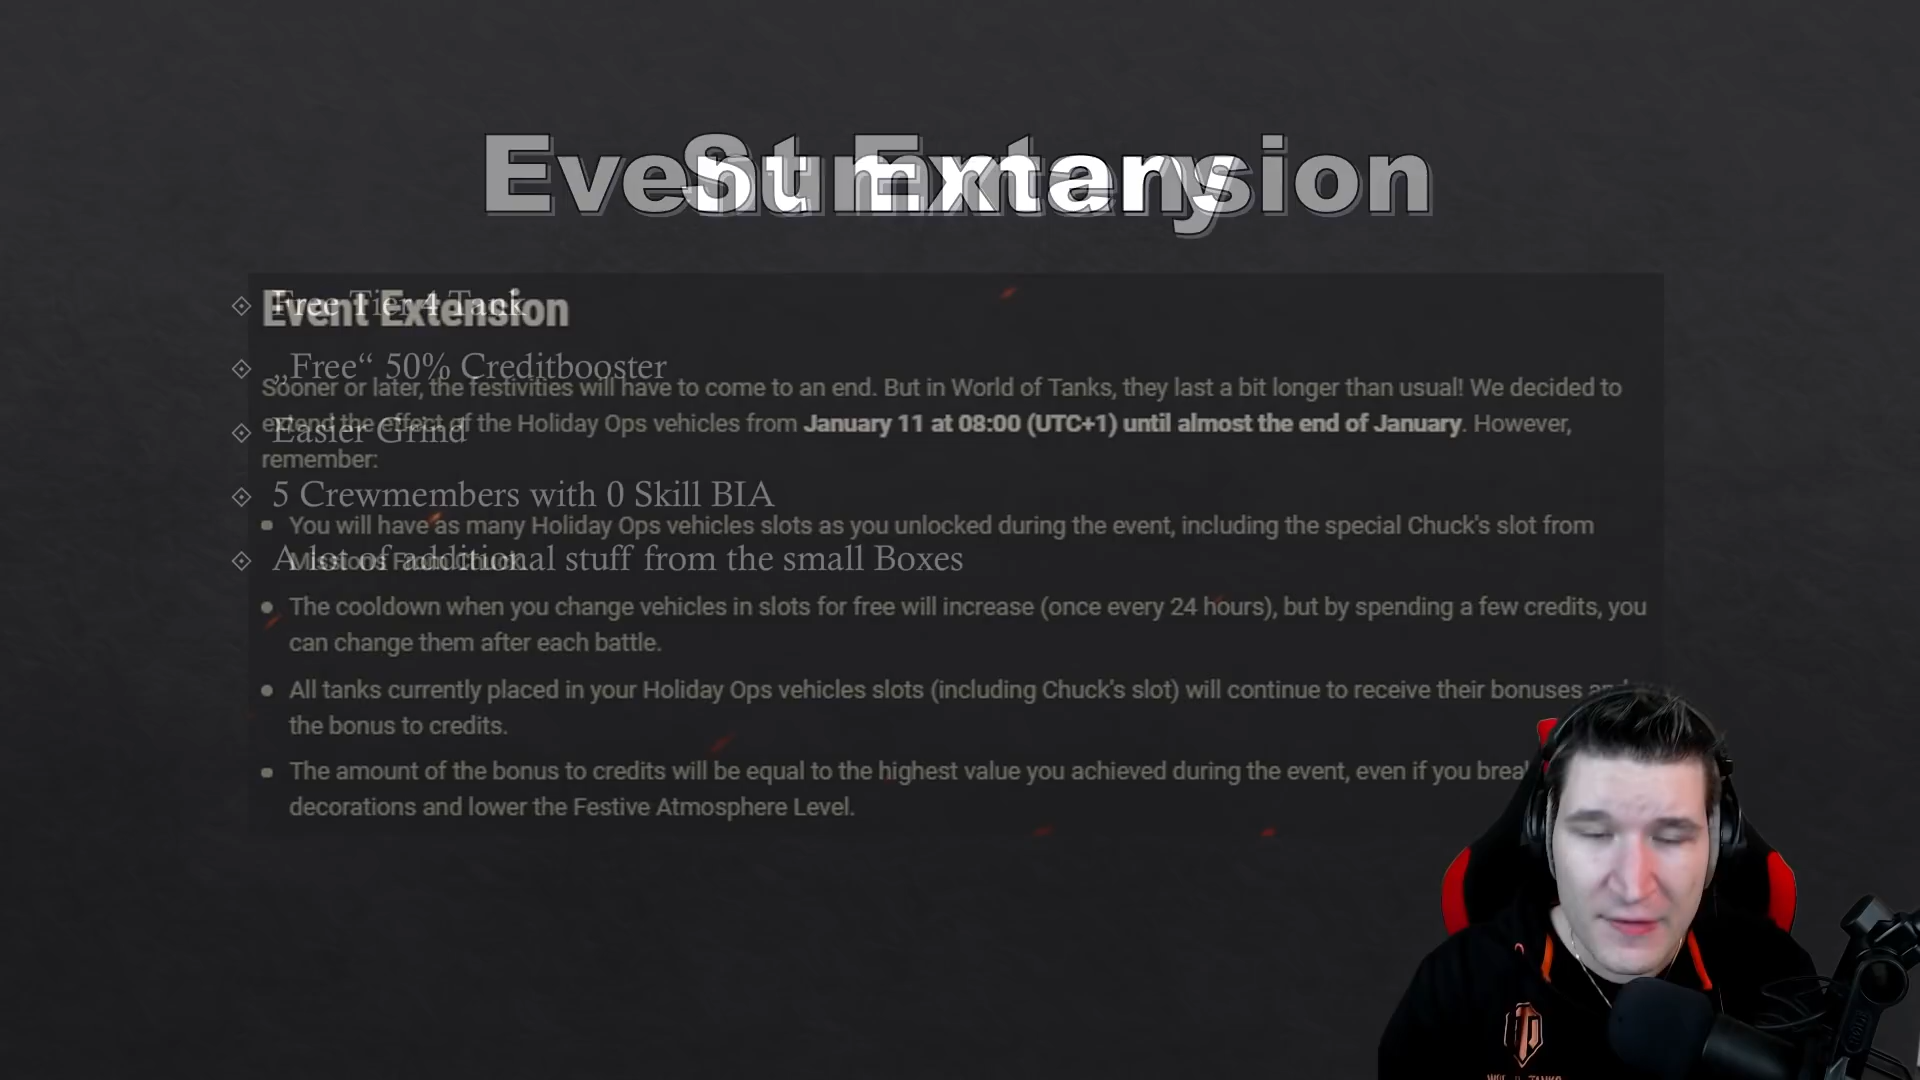 Event Extansion
Summary
Event Extension
Free Tier 4 Tank
„Free“ 50% Creditbooster
Sooner or later, the festivities will have to come to an end. But in World of Tanks, they last a bit longer than usual! We decided to
extend the effect of the Holiday Ops vehicles from January 11 at 08:00 (UTC+1) until almost the end of January. However,
Easier Grind
remember:
5 Crewmembers with 0 Skill BIA
You will have as many Holiday Ops vehicles slots as you unlocked during the event, including the special Chuck's slot from
Missions From Chuck.
A lot of additional stuff from the small Boxes
The cooldown when you change vehicles in slots for free will increase (once every 24 hours), but by spending a few credits, you
can change them after each battle.
All tanks currently placed in your Holiday Ops vehicles slots (including Chuck's slot) will continue to receive their bonuses and
the bonus to credits.
The amount of the bonus to credits will be equal to the highest value you achieved during the event, even if you
decorations and lower the Festive Atmosphere Level.